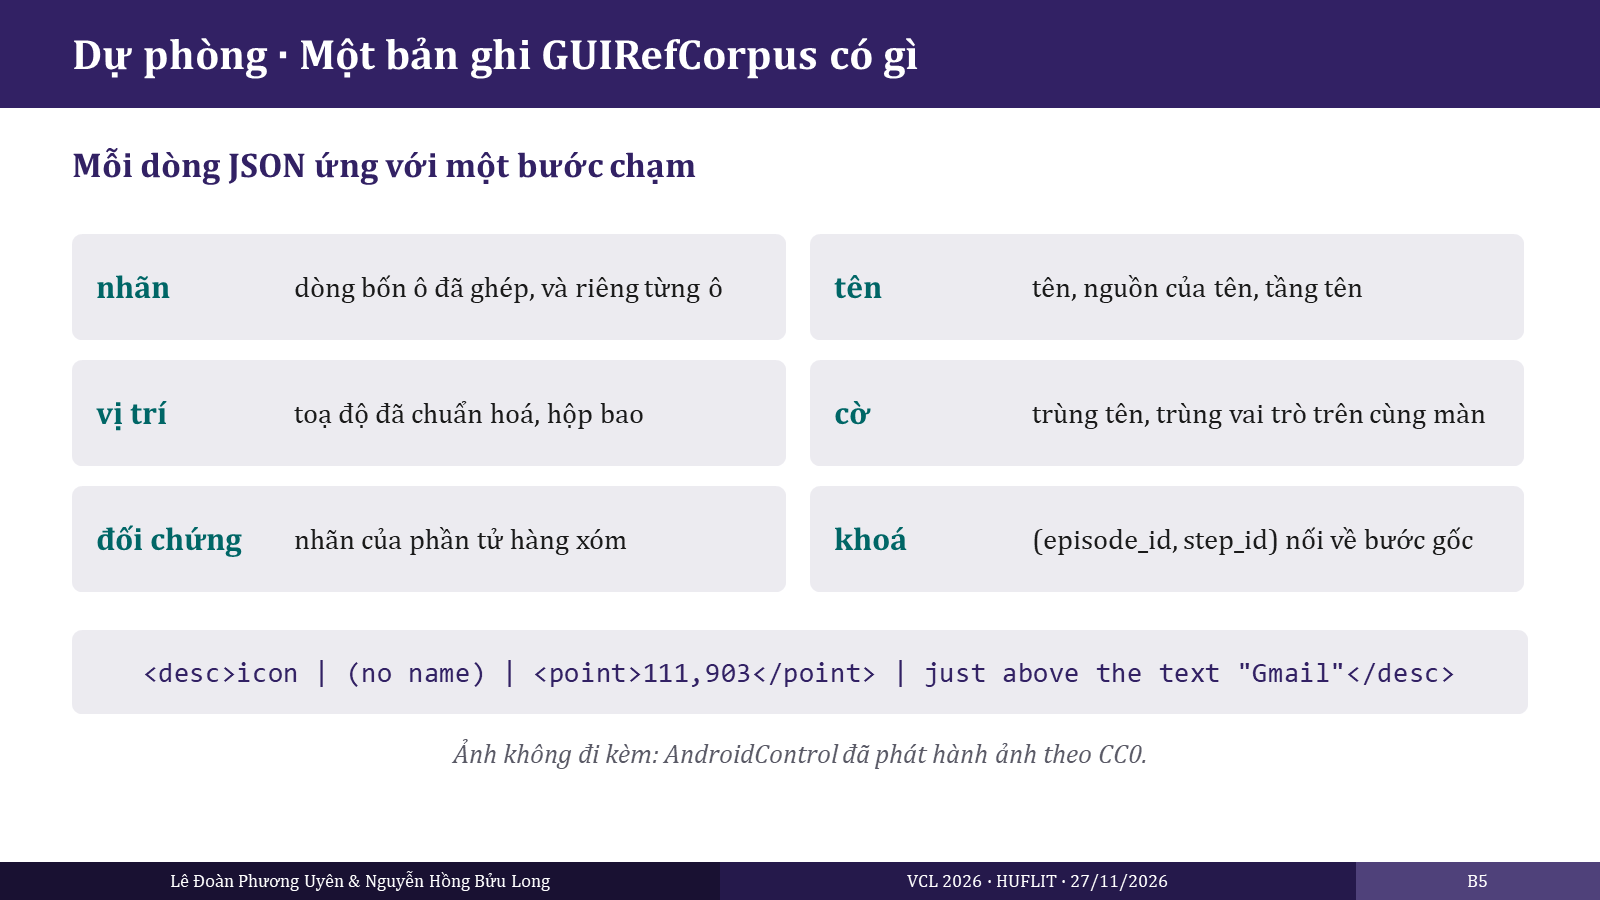 Dự phòng · Một bản ghi GUIRefCorpus có gì
Mỗi dòng JSON ứng với một bước chạm
nhãn dòng bốn ô đã ghép, và riêng từng ô
tên tên, nguồn của tên, tầng tên
vị trí toạ độ đã chuẩn hoá, hộp bao
cờ trùng tên, trùng vai trò trên cùng màn
đối chứng nhãn của phần tử hàng xóm
khoá (episode_id, step_id) nối về bước gốc
<desc>icon | (no name) | <point>111,903</point> | just above the text "Gmail"</desc>
Ảnh không đi kèm: AndroidControl đã phát hành ảnh theo CC0.
Lê Đoàn Phương Uyên & Nguyễn Hồng Bửu Long
VCL 2026 · HUFLIT · 27/11/2026
B5